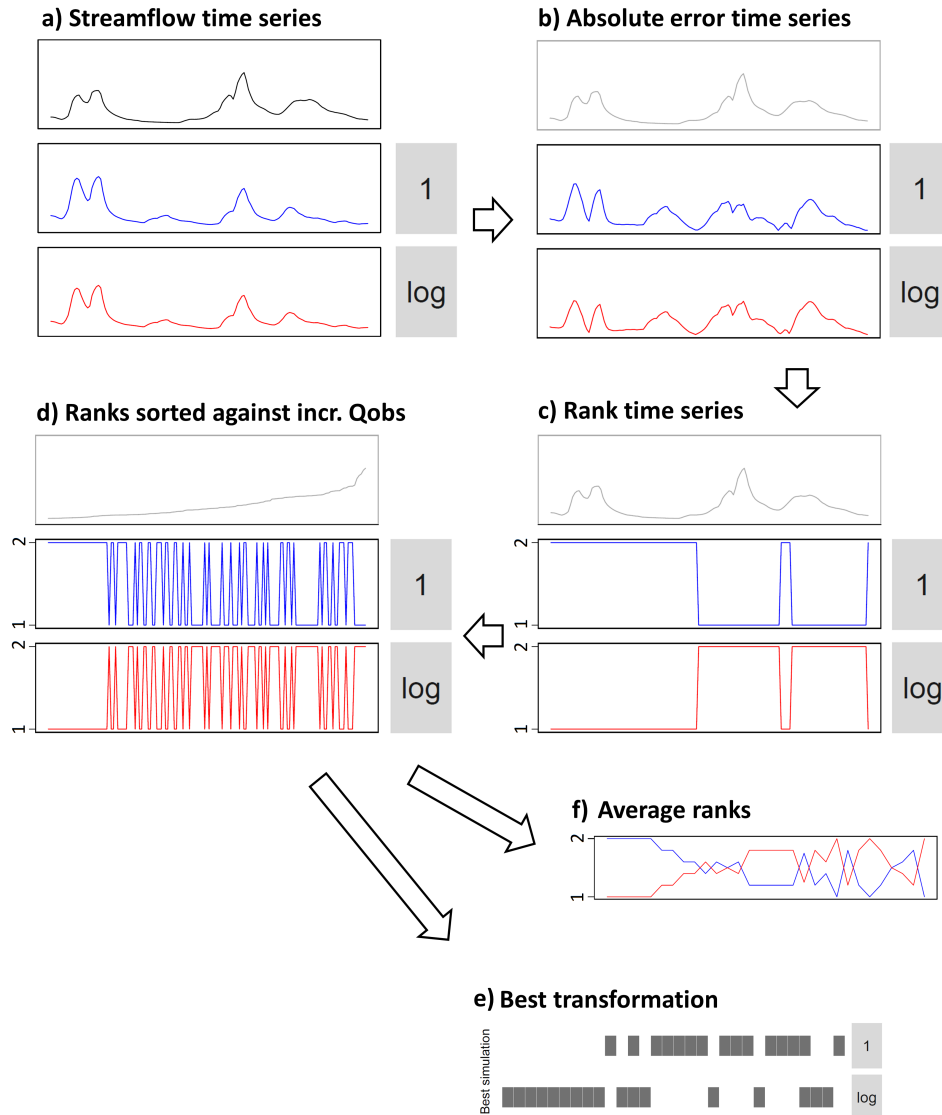 a) Streamflow time series
b) Absolute error time series
1
log
1
log
d) Ranks sorted against incr. Qobs
c) Rank time series
2
1
1
2
1
log
2
1
1
2
1
log
f) Average ranks
2
1
e) Best transformation
Best simulation
1
log